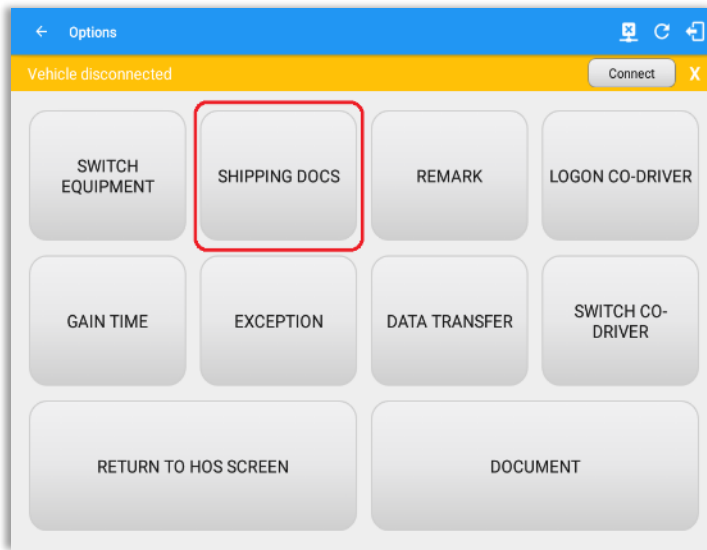 Options
Vehicle disconnected
Connect
X
SWITCH
EQUIPMENT
SHIPPING DOCS
REMARK
LOGON CO-DRIVER
GAIN TIME
EXCEPTION
DATA TRANSFER
SWITCH CO-
DRIVER
RETURN TO HOS SCREEN
DOCUMENT